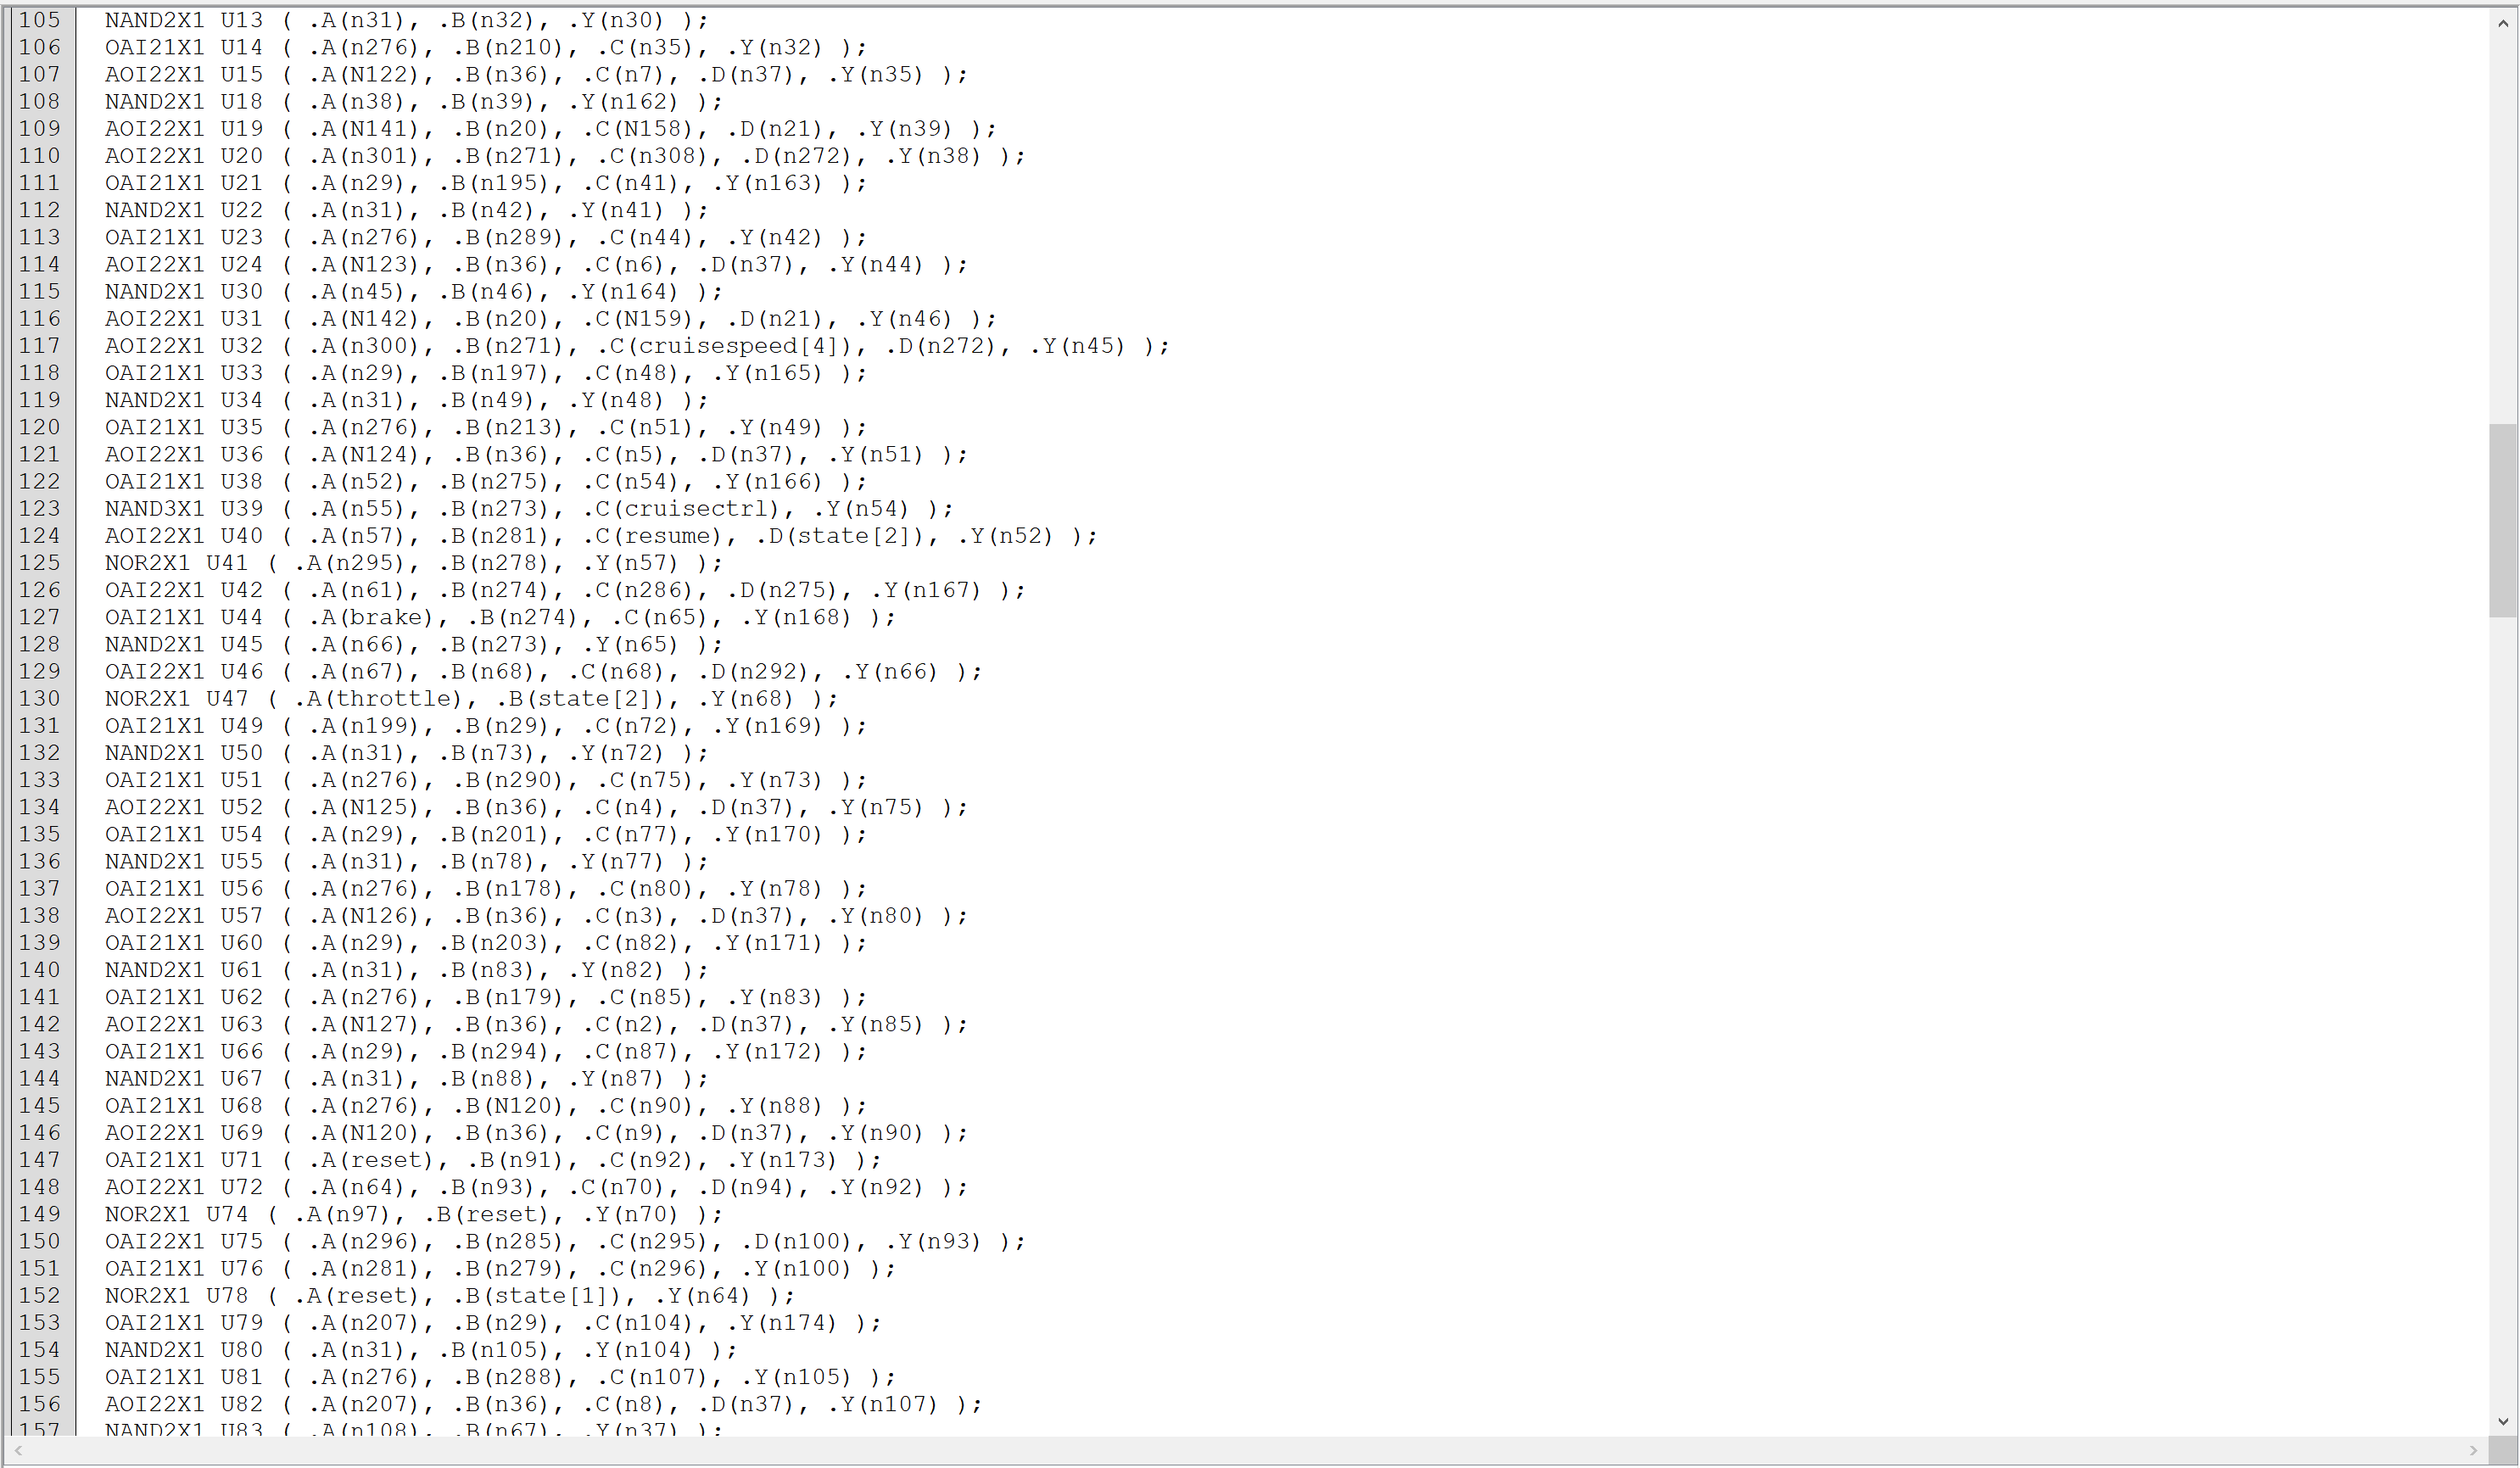 105 NAND2X1 U13 ( .A(n31), .B(n32), .Y(n30) );
106 OAI21X1 U14 ( .A(n276), .B(n210), .C(n35), .Y(n32) );
107 AOI22X1 U15 ( .A(N122), .B(n36), .C(n7), .D(n37), .Y(n35) );
108 NAND2X1 U18 ( .A(n38), .B(n39), .Y(n162) );
109 AOI22X1 U19 ( .A(N141), .B(n20), .C(N158), .D(n21), .Y(n39) );
110 AOI22X1 U20 ( .A(n301), .B(n271), .C(n308), .D(n272), .Y(n38) );
111 OAI21X1 U21 ( .A(n29), .B(n195), .C(n41), .Y(n163) );
112 NAND2X1 U22 ( .A(n31), .B(n42), .Y(n41) );
113 OAI21X1 U23 ( .A(n276), .B(n289), .C(n44), .Y(n42) );
114 AOI22X1 U24 ( .A(N123), .B(n36), .C(n6), .D(n37), .Y(n44) );
115 NAND2X1 U30 ( .A(n45), .B(n46), .Y(n164) );
116 AOI22X1 U31 ( .A(N142), .B(n20), .C(N159), .D(n21), .Y(n46) );
117 AOI22X1 U32 ( .A(n300), .B(n271), .C(cruisespeed[4]), .D(n272), .Y(n45) );
118 OAI21X1 U33 ( .A(n29), .B(n197), .C(n48), .Y(n165) );
119 NAND2X1 U34 ( .A(n31), .B(n49), .Y(n48) );
120 OAI21X1 U35 ( .A(n276), .B(n213), .C(n51), .Y(n49) );
121 AOI22X1 U36 ( .A(N124), .B(n36), .C(n5), .D(n37), .Y(n51) );
122 OAI21X1 U38 ( .A(n52), .B(n275), .C(n54), .Y(n166) );
123 NAND3X1 U39 ( .A(n55), .B(n273), .C(cruisectrl), .Y(n54) );
124 AOI22X1 U40 ( .A(n57), .B(n281), .C(resume), .D(state[2]), .Y(n52) );
125 NOR2X1 U41 ( .A(n295), .B(n278), .Y(n57) );
126 OAI22X1 U42 ( .A(n61), .B(n274), .C(n286), .D(n275), .Y(n167) );
127 OAI21X1 U44 ( .A(brake), .B(n274), .C(n65), .Y(n168) );
128 NAND2X1 U45 ( .A(n66), .B(n273), .Y(n65) );
129 OAI22X1 U46 ( .A(n67), .B(n68), .C(n68), .D(n292), .Y(n66) );
130 NOR2X1 U47 ( .A(throttle), .B(state[2]), .Y(n68) );
131 OAI21X1 U49 ( .A(n199), .B(n29), .C(n72), .Y(n169) );
132 NAND2X1 U50 ( .A(n31), .B(n73), .Y(n72) );
133 OAI21X1 U51 ( .A(n276), .B(n290), .C(n75), .Y(n73) );
134 AOI22X1 U52 ( .A(N125), .B(n36), .C(n4), .D(n37), .Y(n75) );
135 OAI21X1 U54 ( .A(n29), .B(n201), .C(n77), .Y(n170) );
136 NAND2X1 U55 ( .A(n31), .B(n78), .Y(n77) );
137 OAI21X1 U56 ( .A(n276), .B(n178), .C(n80), .Y(n78) );
138 AOI22X1 U57 ( .A(N126), .B(n36), .C(n3), .D(n37), .Y(n80) );
139 OAI21X1 U60 ( .A(n29), .B(n203), .C(n82), .Y(n171) );
140 NAND2X1 U61 ( .A(n31), .B(n83), .Y(n82) );
141 OAI21X1 U62 ( .A(n276), .B(n179), .C(n85), .Y(n83) );
142 AOI22X1 U63 ( .A(N127), .B(n36), .C(n2), .D(n37), .Y(n85) );
143 OAI21X1 U66 ( .A(n29), .B(n294), .C(n87), .Y(n172) );
144 NAND2X1 U67 ( .A(n31), .B(n88), .Y(n87) );
145 OAI21X1 U68 ( .A(n276), .B(N120), .C(n90), .Y(n88) );
146 AOI22X1 U69 ( .A(N120), .B(n36), .C(n9), .D(n37), .Y(n90) );
147 OAI21X1 U71 ( .A(reset), .B(n91), .C(n92), .Y(n173) );
148 AOI22X1 U72 ( .A(n64), .B(n93), .C(n70), .D(n94), .Y(n92) );
149 NOR2X1 U74 ( .A(n97), .B(reset), .Y(n70) );
150 OAI22X1 U75 ( .A(n296), .B(n285), .C(n295), .D(n100), .Y(n93) );
151 OAI21X1 U76 ( .A(n281), .B(n279), .C(n296), .Y(n100) );
152 NOR2X1 U78 ( .A(reset), .B(state[1]), .Y(n64) );
153 OAI21X1 U79 ( .A(n207), .B(n29), .C(n104), .Y(n174) );
154 NAND2X1 U80 ( .A(n31), .B(n105), .Y(n104) );
155 OAI21X1 U81 ( .A(n276), .B(n288), .C(n107), .Y(n105) );
156 AOI22X1 U82 ( .A(n207), .B(n36), .C(n8), .D(n37), .Y(n107) );
157 NAND2X1 U83 ( .A(n108), .B(n67), .Y(n37) );